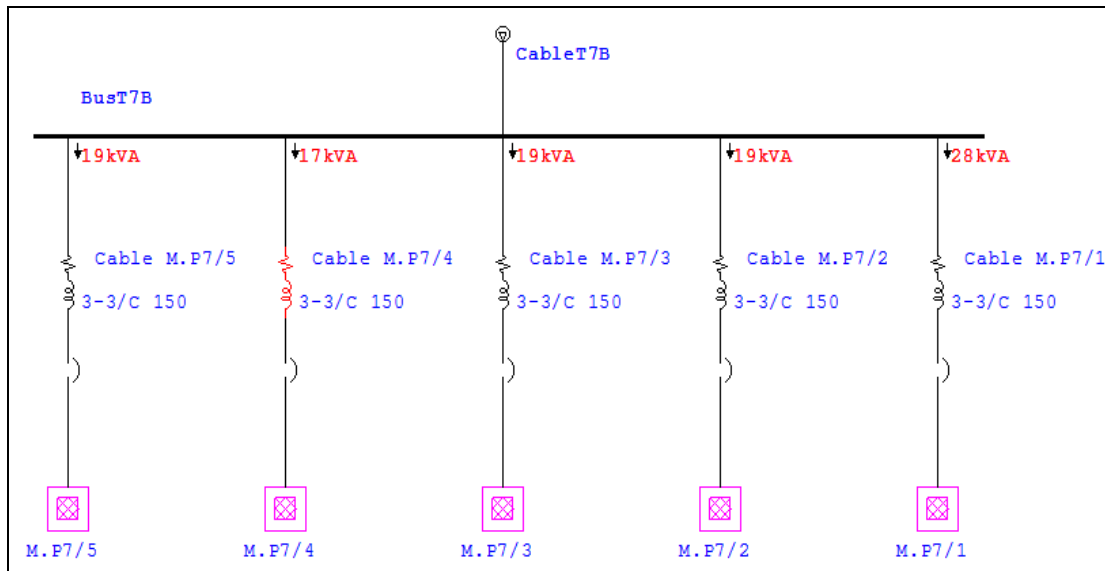 CableT7B
BusT7B
19kVA 17kVA 19kVA 19kVA 28kVA
Cable M.P7/5 Cable M.P7/4 Cable M.P7/3 Cable M.P7/2 Cable M.P7/1
3-3/C 150 3-3/C 150 3-3/C 150 3-3/C 150 3-3/C 150
M.P7/5 M.P7/4 M.P7/3 M.P7/2 M.P7/1